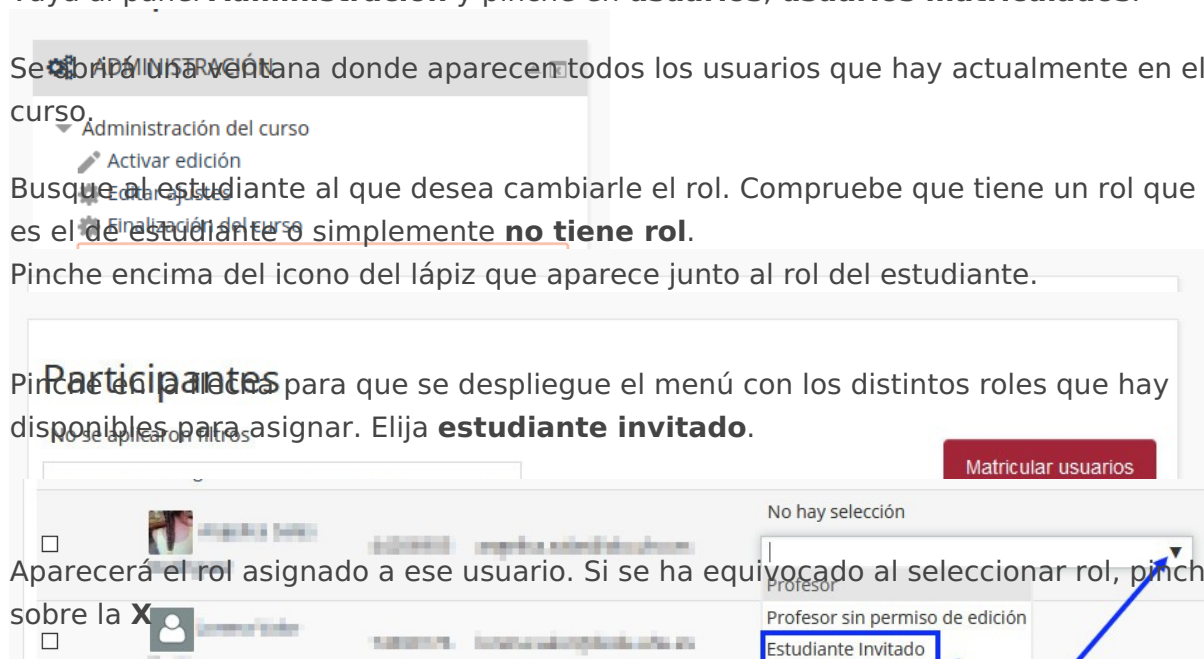 Vaya al panel Administración y pinche en usuarios, usuarios matriculados.
Se abrirá una ventana donde aparecen todos los usuarios que hay actualmente en el
ADMINISTRACIÓN
curso.
Administración del curso
Activar edición
Busque al estudiante al que desea cambiarle el rol. Compruebe que tiene un rol que
Editar ajustes
es el de estudiante o simplemente no tiene rol.
Finalización del curso
Pinche encima del icono del lápiz que aparece junto al rol del estudiante.
Participantes
Pinche en la flecha para que se despliegue el menú con los distintos roles que hay
disponibles para asignar. Elija estudiante invitado.
No se aplicaron filtros
Matricular usuarios
No hay selección
Aparecerá el rol asignado a ese usuario. Si se ha equivocado al seleccionar rol, pinch
Profesor
sobre la X
Profesor sin permiso de edición
Estudiante Invitado